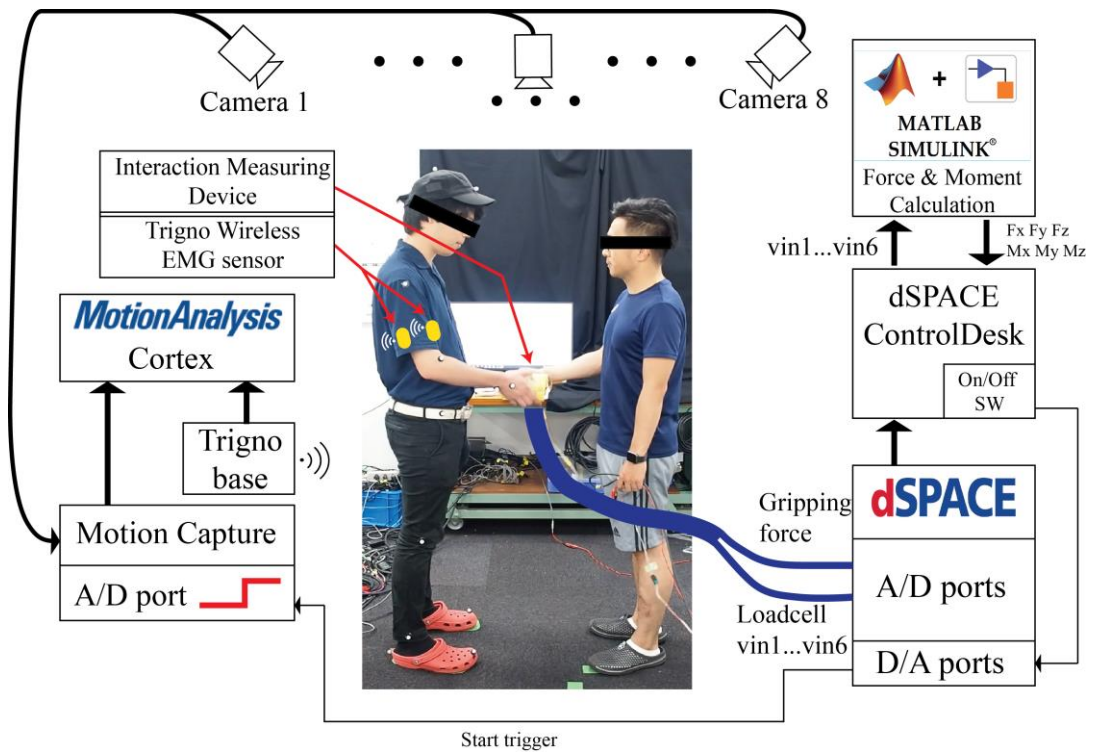 Camera 1
Camera 8
Interaction Measuring
Device
Trigno Wireless
EMG sensor
MotionAnalysis
Cortex
Trigno
base
Motion Capture
A/D port
+
MATLAB
SIMULINK®
Force & Moment
Calculation
vin1...vin6
Fx Fy Fz
Mx My Mz
dSPACE
ControlDesk
On/Off
SW
dSPACE
Gripping
force
A/D ports
Loadcell
vin1...vin6
D/A ports
Start trigger